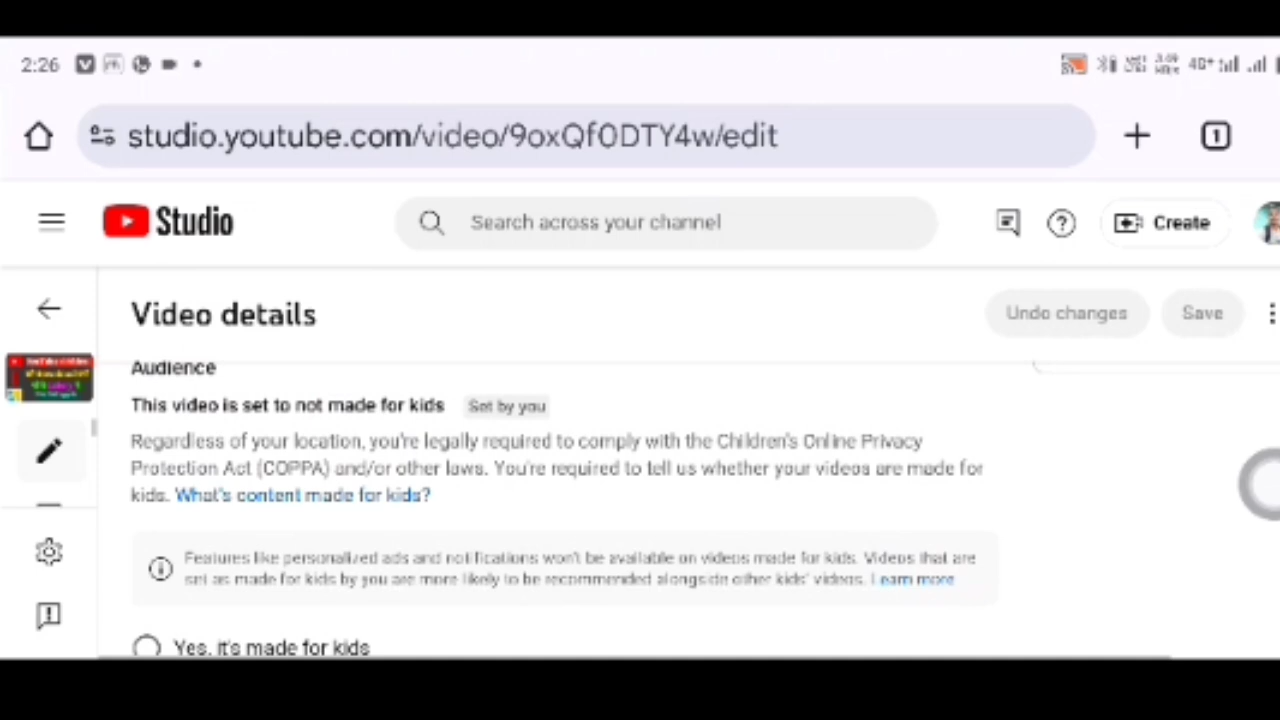 2:26
4G+
studio.youtube.com/video/9oxQf0DTY4w/edit
1
Studio
Search across your channel
Create
Video details
Undo changes
Save
Audience
This video is set to not made for kids
Set by you
Regardless of your location, you're legally required to comply with the Children's Online Privacy
Protection Act (COPPA) and/or other laws. You're required to tell us whether your videos are made for
kids. What's content made for kids?
Features like personalized ads and notifications won't be available on videos made for kids. Videos that are
set as made for kids by you are more likely to be recommended alongside other kids' videos. Learn more
Yes, it's made for kids